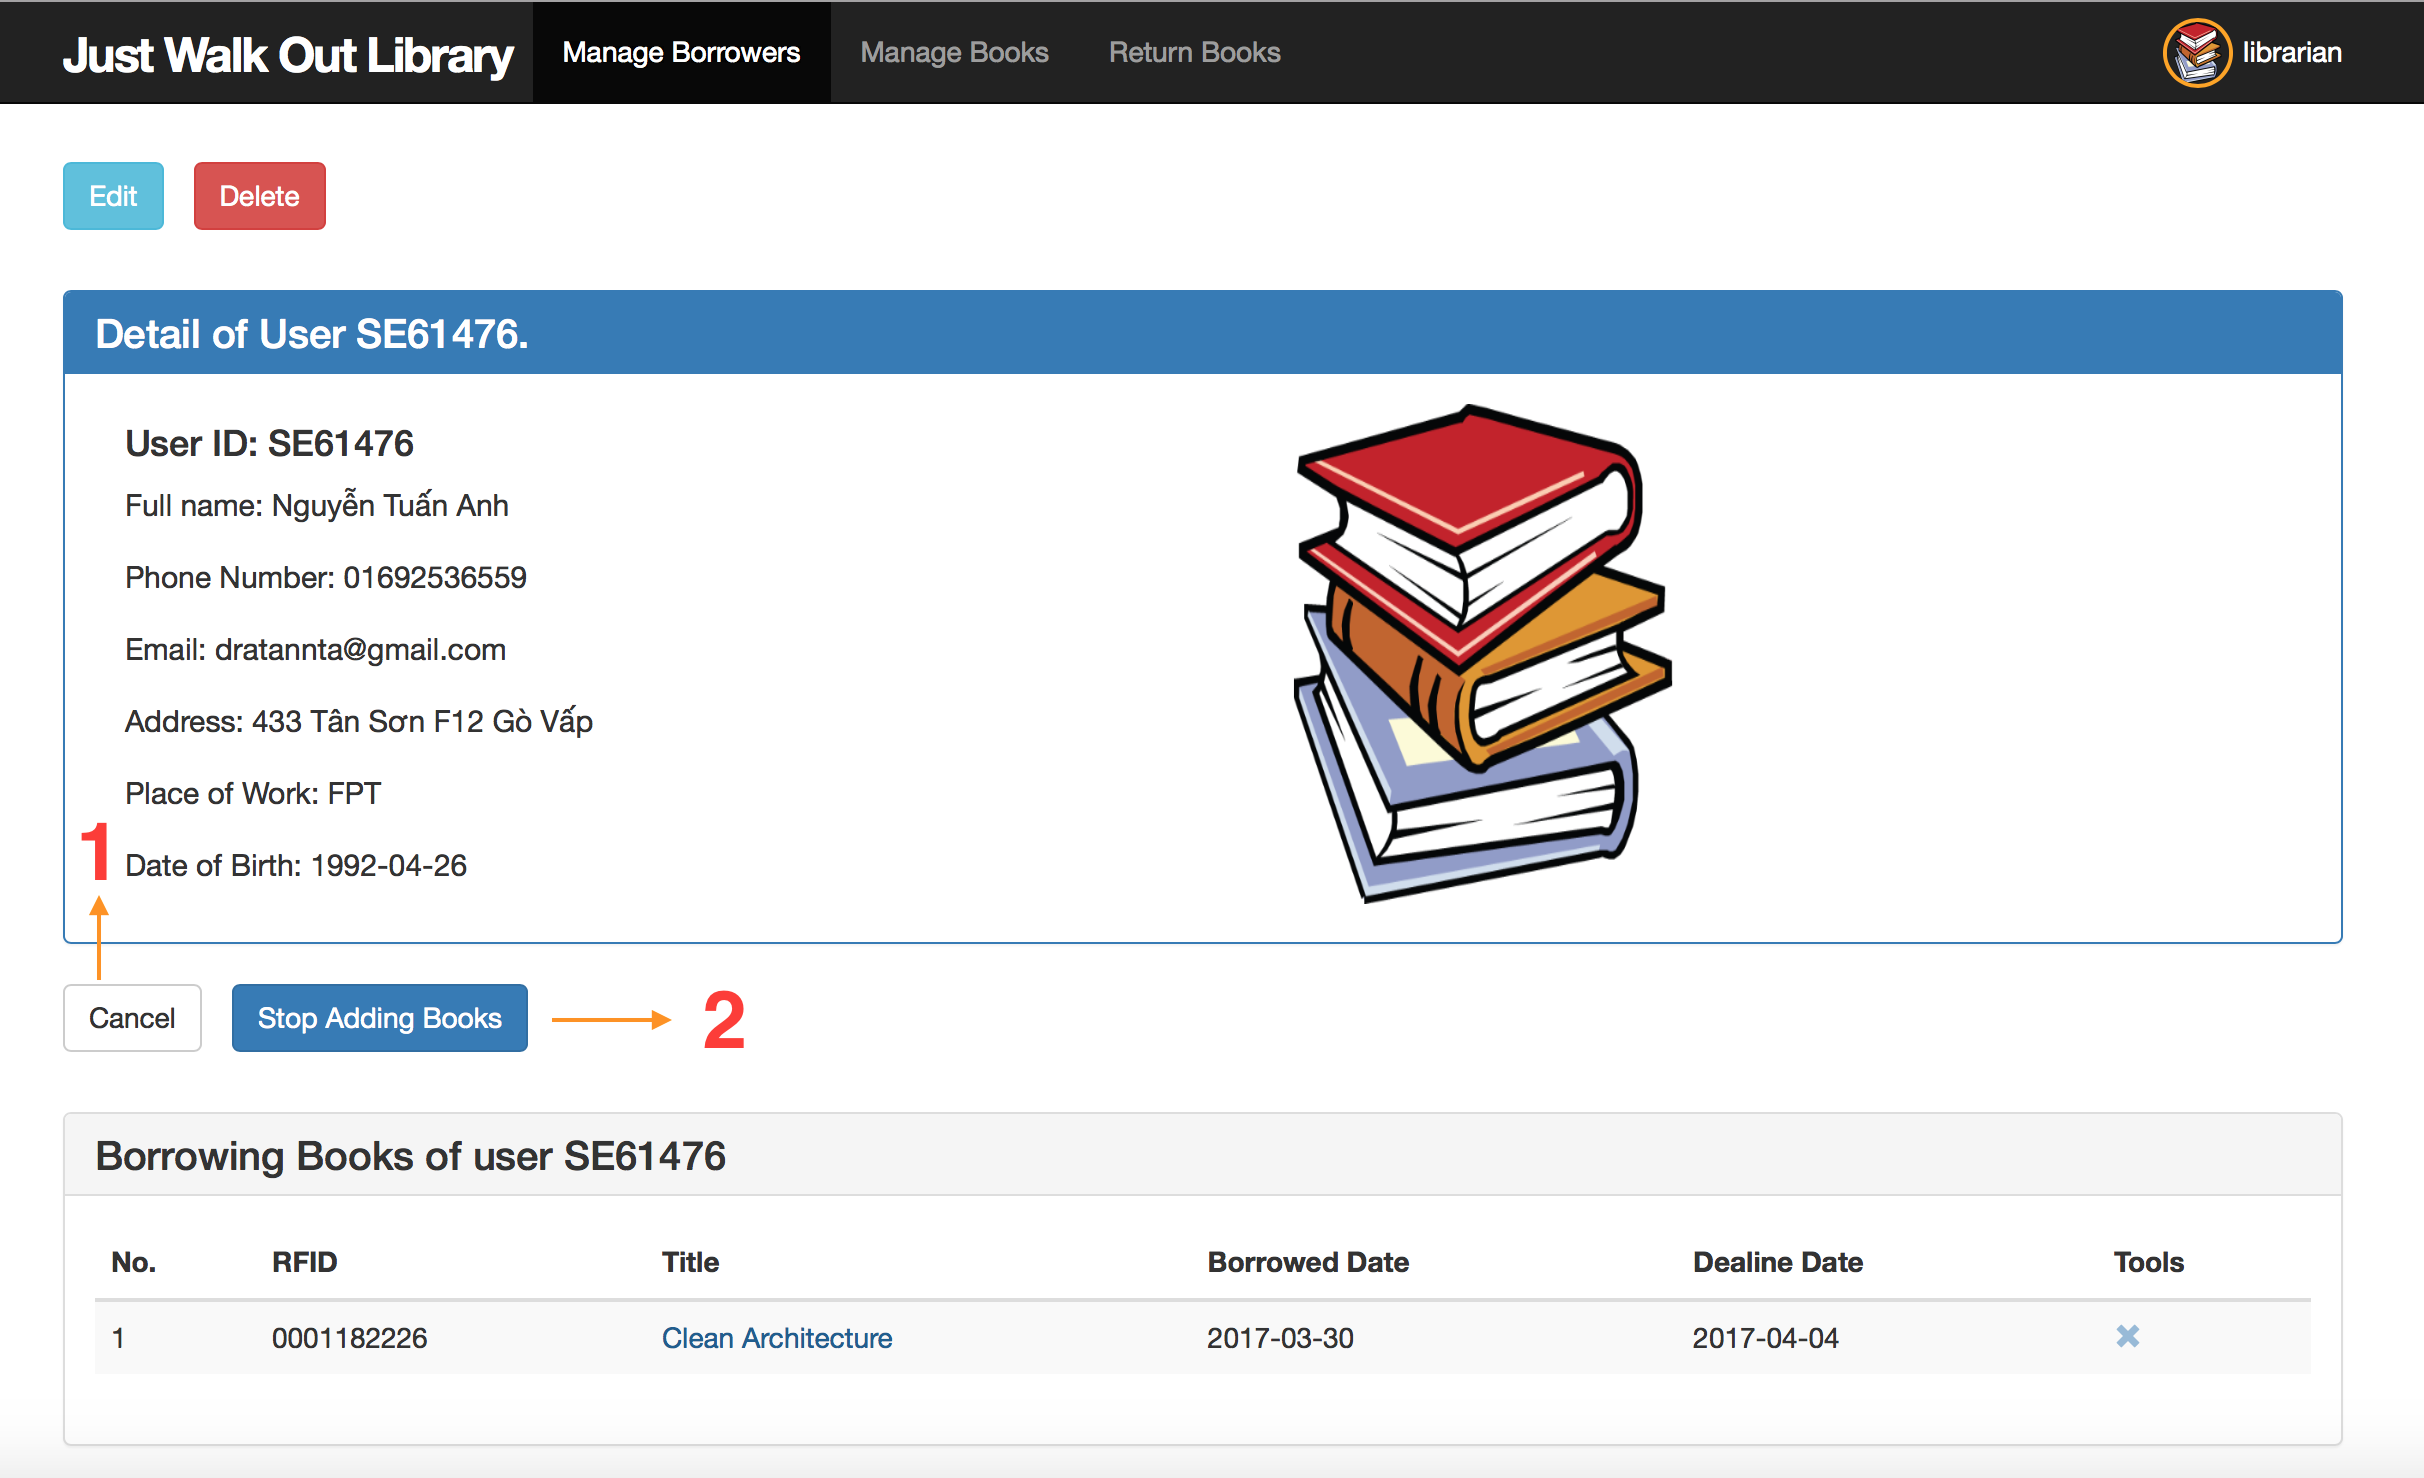 Just Walk Out Library Manage Borrowers Manage Books Return Books librarian
Edit Delete
Detail of User SE61476.
User ID: SE61476
Full name: Nguyễn Tuấn Anh
Phone Number: 01692536559
Email: dratannta@gmail.com
Address: 433 Tân Sơn F12 Gò Vấp
Place of Work: FPT
1
Date of Birth: 1992-04-26
Cancel Stop Adding Books 2
Borrowing Books of user SE61476
No. RFID Title Borrowed Date Dealine Date Tools
1 0001182226 Clean Architecture 2017-03-30 2017-04-04